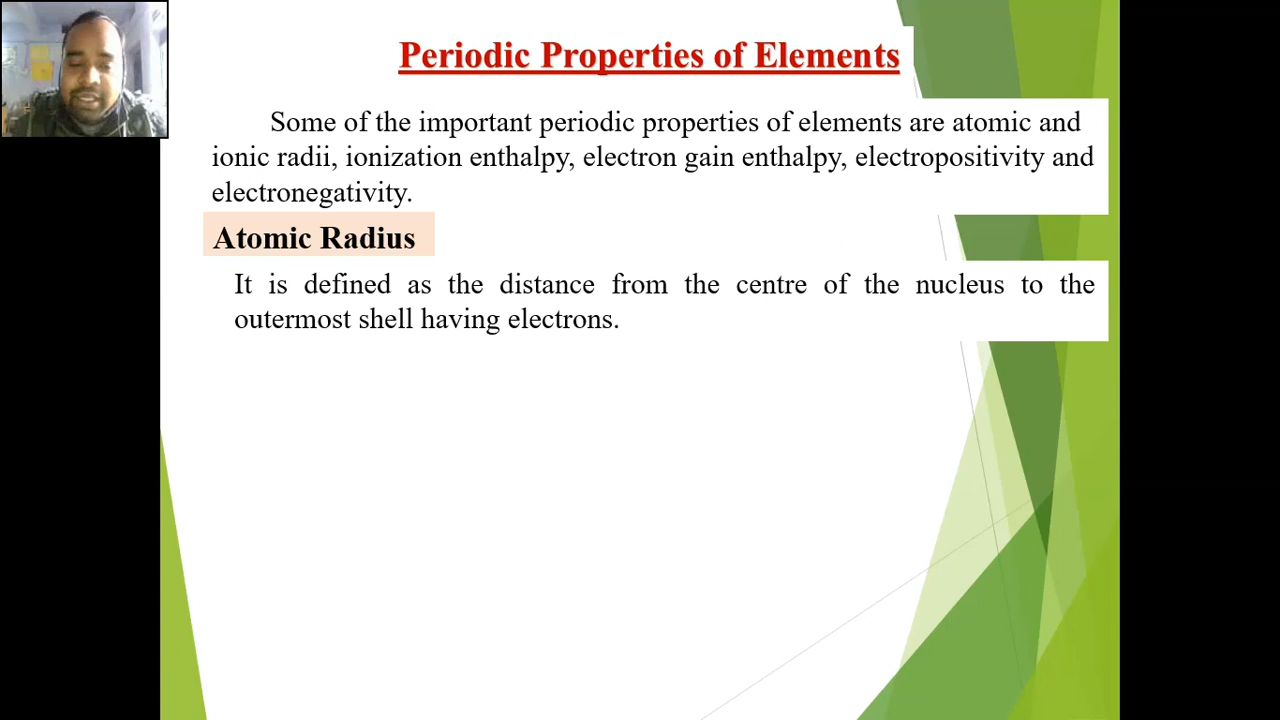 Periodic Properties of Elements
Some of the important periodic properties of elements are atomic and
ionic radii, ionization enthalpy, electron gain enthalpy, electropositivity and
electronegativity.
Atomic Radius
It is defined as the distance from the centre of the nucleus to the
outermost shell having electrons.